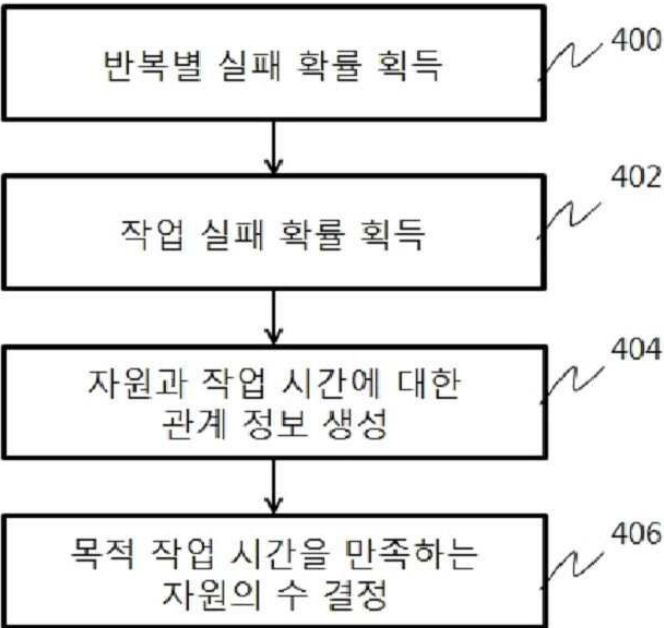 반복별 실패 확률 획득
400
작업 실패 확률 획득
402
자원과 작업 시간에 대한
관계 정보 생성
404
목적 작업 시간을 만족하는
자원의 수 결정
406